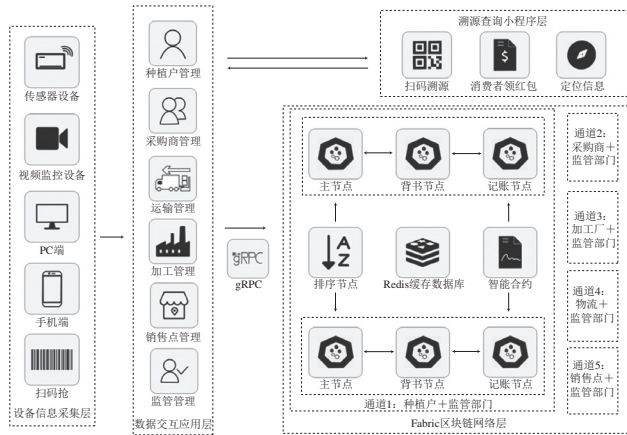 传感器设备
视频监控设备
PC端
手机端
扫码抢
设备信息采集层
种植户管理
采购商管理
运输管理
加工管理
销售点管理
监管管理
数据交互应用层
gRPC
gRPC
溯源查询小程序层
扫码溯源
消费者领红包
定位信息
主节点
背书节点
记账节点
A
Z
排序节点
Redis缓存数据库
智能合约
主节点
背书节点
记账节点
通道1：种植户＋监管部门
通道2：
采购商＋
监管部门
通道3：
加工厂＋
监管部门
通道4：
物流＋
监管部门
通道5：
销售点＋
监管部门
Fabric区块链网络层